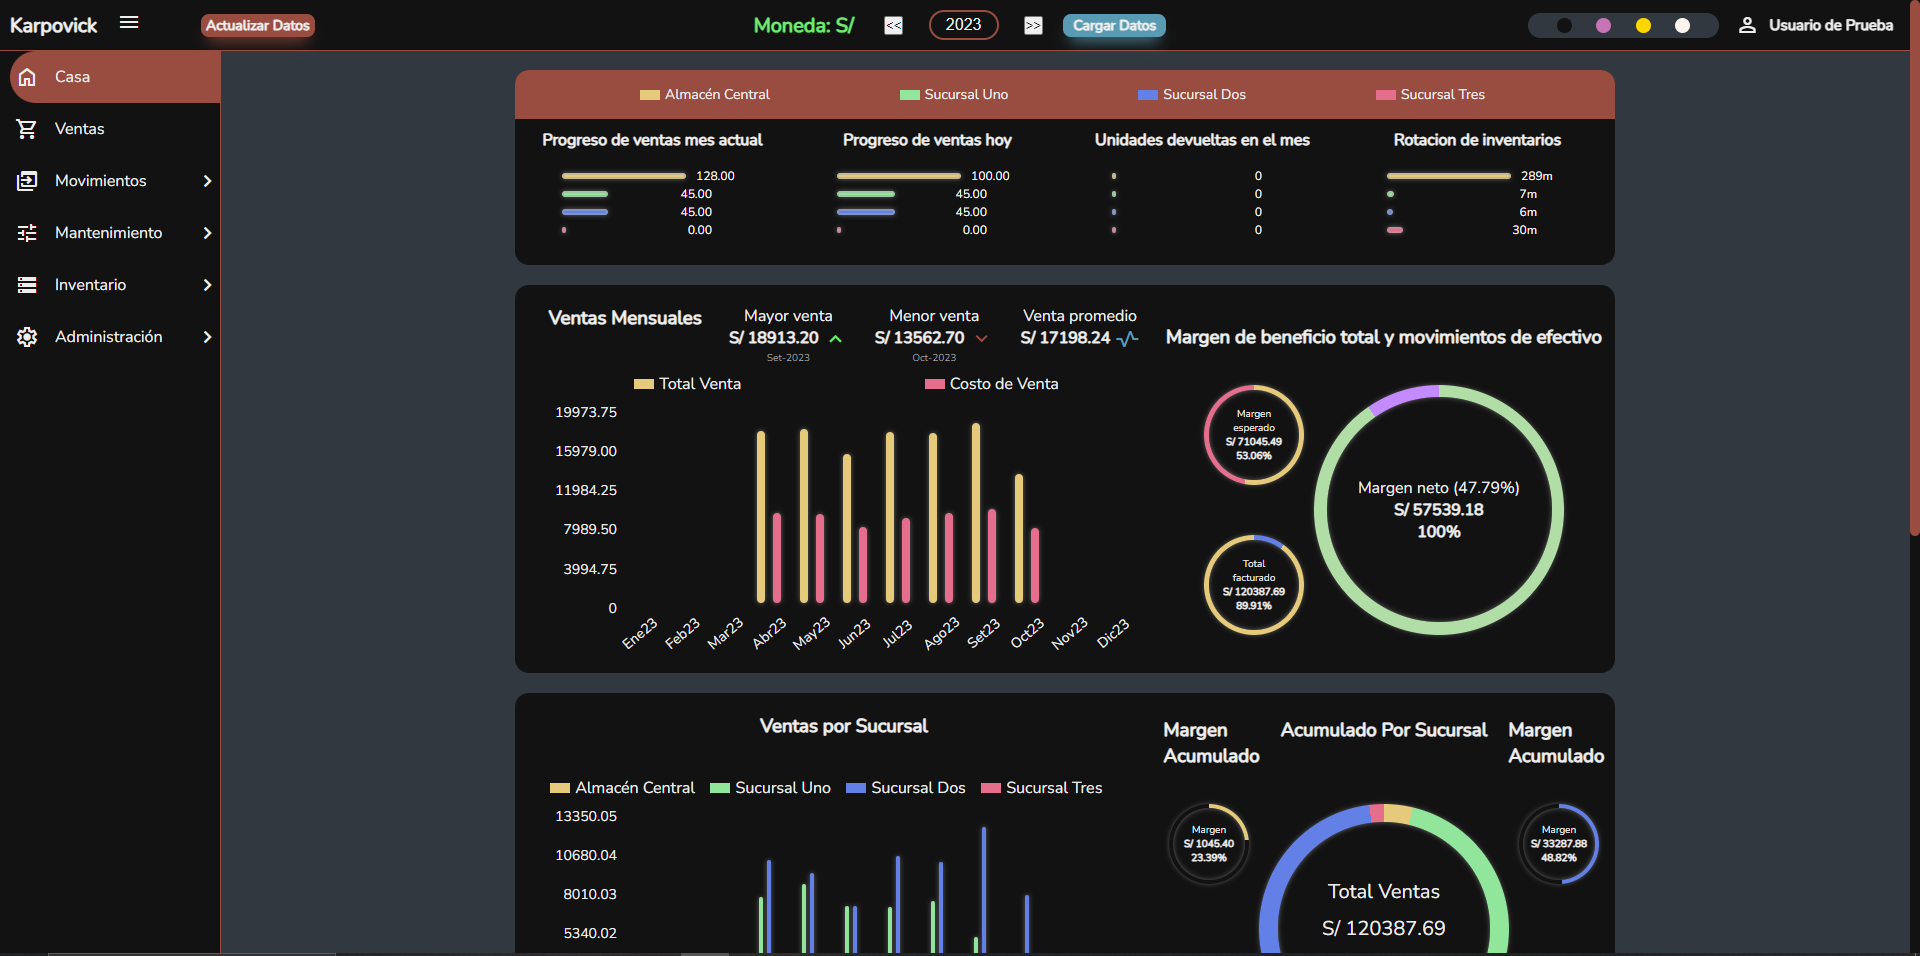 Karpovick
Actualizar Datos
Moneda: S/
<<
2023
>>
Cargar Datos
Usuario de Prueba
Casa
Ventas
Movimientos
Mantenimiento
Inventario
Administración
Almacén Central
Sucursal Uno
Sucursal Dos
Sucursal Tres
Progreso de ventas mes actual
128.00
45.00
45.00
0.00
Progreso de ventas hoy
100.00
45.00
45.00
0.00
Unidades devueltas en el mes
0
0
0
0
Rotacion de inventarios
289m
7m
6m
30m
Ventas Mensuales
Mayor venta
S/ 18913.20
Set-2023
Menor venta
S/ 13562.70
Oct-2023
Venta promedio
S/ 17198.24
Total Venta
Costo de Venta
19973.75
15979.00
11984.25
7989.50
3994.75
0
Ene23
Feb23
Mar23
Abr23
May23
Jun23
Jul23
Ago23
Set23
Oct23
Nov23
Dic23
Margen de beneficio total y movimientos de efectivo
Margen
esperado
S/ 71045.49
53.06%
Total
facturado
S/ 120387.69
89.91%
Margen neto (47.79%)
S/ 57539.18
100%
Ventas por Sucursal
Almacén Central
Sucursal Uno
Sucursal Dos
Sucursal Tres
13350.05
10680.04
8010.03
5340.02
Margen
Acumulado
Margen
S/ 1045.40
23.39%
Acumulado Por Sucursal
Total Ventas
S/ 120387.69
Margen
Acumulado
Margen
S/ 33287.88
48.82%